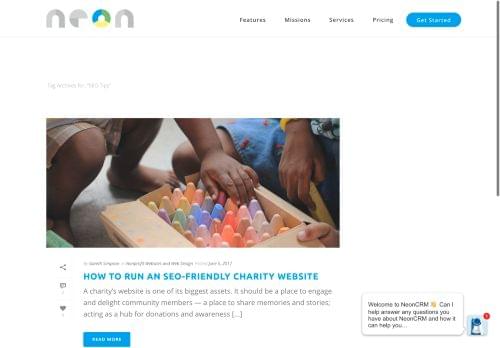 neon
Features Missions Services Pricing Get Started
Tag Archives for: "SEO Tips"
by Gareth Simpson in Nonprofit Websites and Web Design Posted June 6, 2017
HOW TO RUN AN SEO-FRIENDLY CHARITY WEBSITE
A charity's website is one of its biggest assets. It should be a place to engage
and delight community members — a place to share memories and stories;
acting as a hub for donations and awareness [...]
READ MORE
Welcome to NeonCRM 👋 Can I
help answer any questions you
have about NeonCRM and how it
can help you...
1